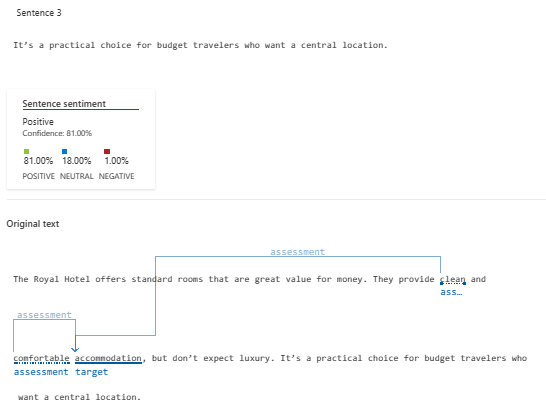 Sentence 3
It's a practical choice for budget travelers who want a central location.
Sentence sentiment
Positive
Confidence: 81.00%
81.00% 18.00% 1.00%
POSITIVE NEUTRAL NEGATIVE
Original text
assessment
The Royal Hotel offers standard rooms that are great value for money. They provide clean and
ass…
assessment
comfortable accommodation, but don't expect luxury. It's a practical choice for budget travelers who
assessment target
want a central location.